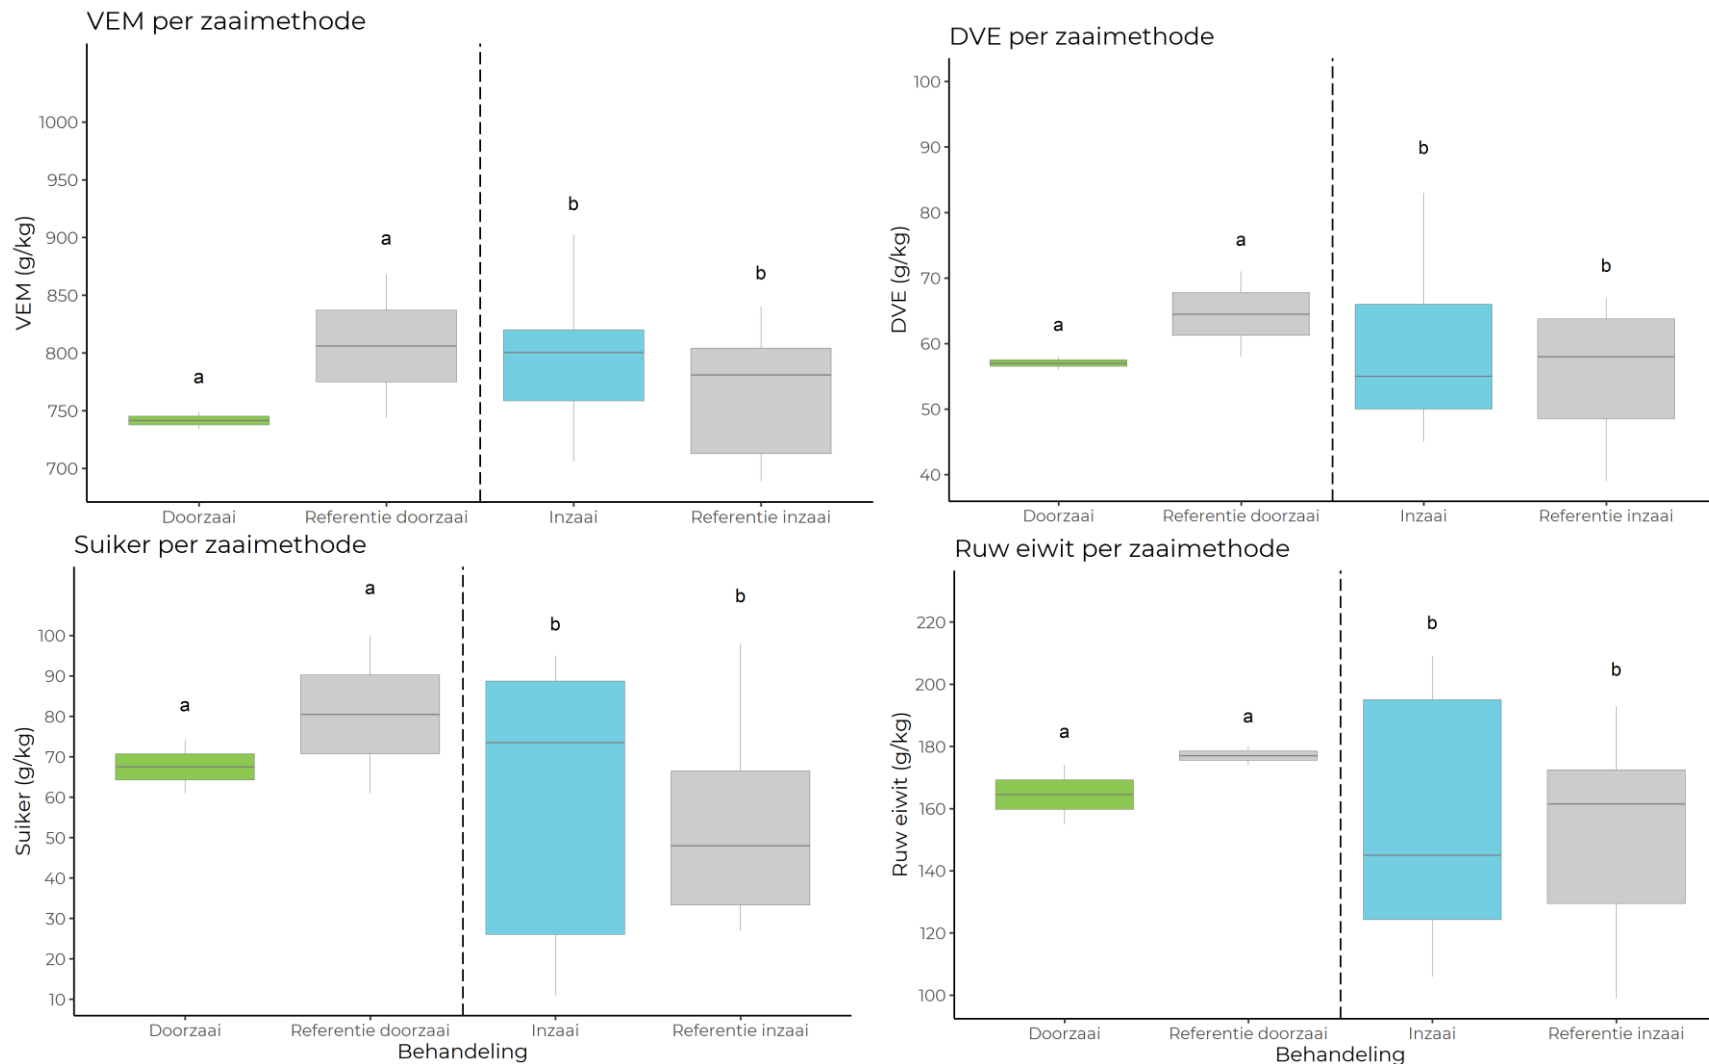 VEM per zaaimethode
VEM (g/kg)
1000
950
900
850
800
750
700
a
a
b
b
Doorzaai
Referentie doorzaai
Inzaai
Referentie inzaai
DVE per zaaimethode
DVE (g/kg)
100
90
80
70
60
50
40
a
a
b
b
Doorzaai
Referentie doorzaai
Inzaai
Referentie inzaai
Suiker per zaaimethode
Suiker (g/kg)
100
90
80
70
60
50
40
30
20
10
a
a
b
b
Doorzaai
Referentie doorzaai
Inzaai
Referentie inzaai
Behandeling
Ruw eiwit per zaaimethode
Ruw eiwit (g/kg)
220
200
180
160
140
120
100
a
a
b
b
Doorzaai
Referentie doorzaai
Inzaai
Referentie inzaai
Behandeling